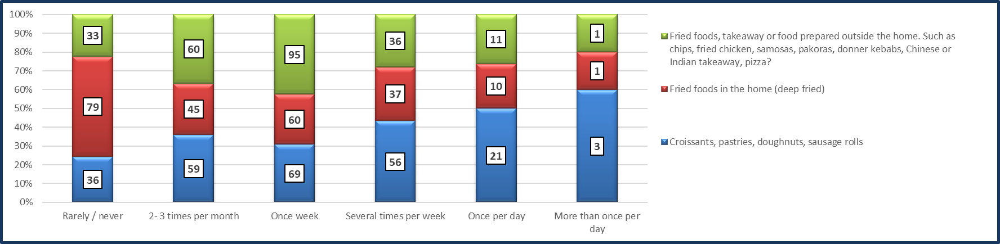 100%
90%
80%
70%
60%
50%
40%
30%
20%
10%
0%
33
79
36
60
45
59
95
60
69
36
37
56
11
10
21
1
1
3
Rarely / never
2- 3 times per month
Once week
Several times per week
Once per day
More than once per
day
Fried foods, takeaway or food prepared outside the home. Such as
chips, fried chicken, samosas, pakoras, donner kebabs, Chinese or
Indian takeaway, pizza?
Fried foods in the home (deep fried)
Croissants, pastries, doughnuts, sausage rolls